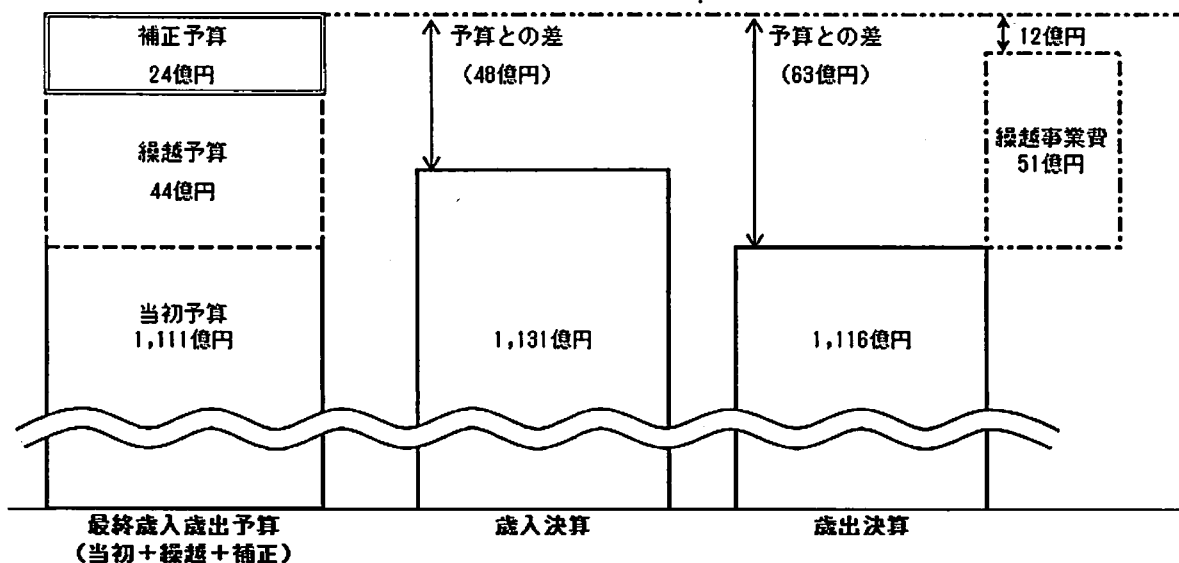 補正予算
24億円
繰越予算
44億円
当初予算
1,111億円
予算との差
(48億円)
1,131億円
予算との差
(63億円)
1,116億円
12億円
繰越事業費
51億円
最終歳入歳出予算
(当初+繰越+補正)
歳入決算
歳出決算